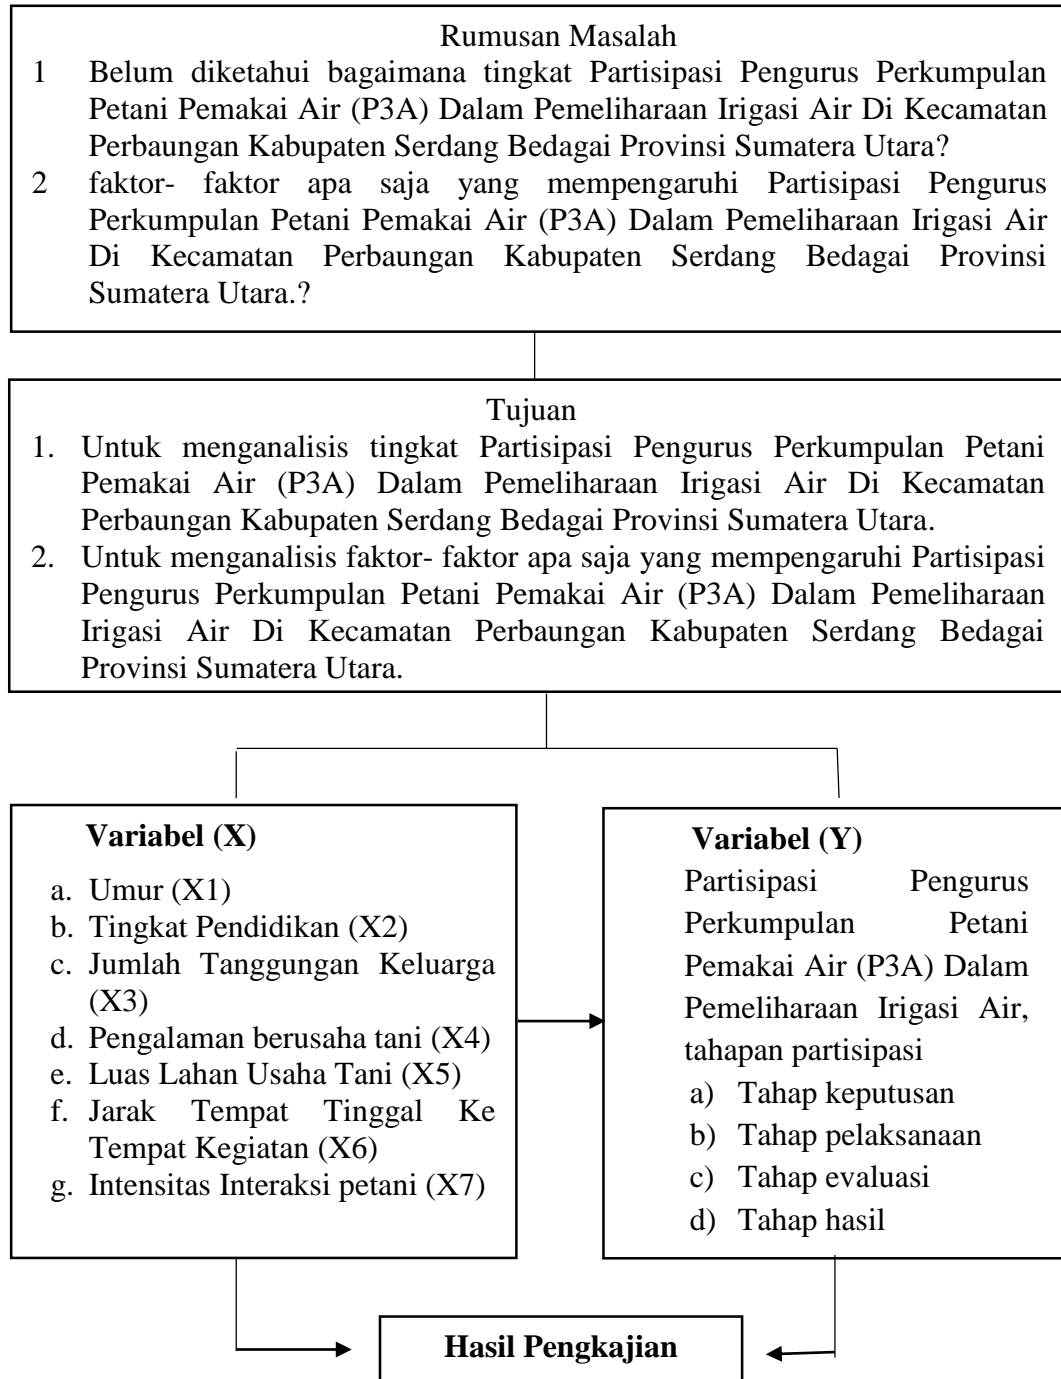 Rumusan Masalah
1 Belum diketahui bagaimana tingkat Partisipasi Pengurus Perkumpulan
Petani Pemakai Air (P3A) Dalam Pemeliharaan Irigasi Air Di Kecamatan
Perbaungan Kabupaten Serdang Bedagai Provinsi Sumatera Utara?
2 faktor- faktor apa saja yang mempengaruhi Partisipasi Pengurus
Perkumpulan Petani Pemakai Air (P3A) Dalam Pemeliharaan Irigasi Air
Di Kecamatan Perbaungan Kabupaten Serdang Bedagai Provinsi
Sumatera Utara.?
Tujuan
1. Untuk menganalisis tingkat Partisipasi Pengurus Perkumpulan Petani
Pemakai Air (P3A) Dalam Pemeliharaan Irigasi Air Di Kecamatan
Perbaungan Kabupaten Serdang Bedagai Provinsi Sumatera Utara.
2. Untuk menganalisis faktor- faktor apa saja yang mempengaruhi Partisipasi
Pengurus Perkumpulan Petani Pemakai Air (P3A) Dalam Pemeliharaan
Irigasi Air Di Kecamatan Perbaungan Kabupaten Serdang Bedagai
Provinsi Sumatera Utara.
Variabel (X)
a. Umur (X1)
b. Tingkat Pendidikan (X2)
c. Jumlah Tanggungan Keluarga
(X3)
d. Pengalaman berusaha tani (X4)
e. Luas Lahan Usaha Tani (X5)
f. Jarak Tempat Tinggal Ke
Tempat Kegiatan (X6)
g. Intensitas Interaksi petani (X7)
Variabel (Y)
Partisipasi Pengurus
Perkumpulan Petani
Pemakai Air (P3A) Dalam
Pemeliharaan Irigasi Air,
tahapan partisipasi
a) Tahap keputusan
b) Tahap pelaksanaan
c) Tahap evaluasi
d) Tahap hasil
Hasil Pengkajian